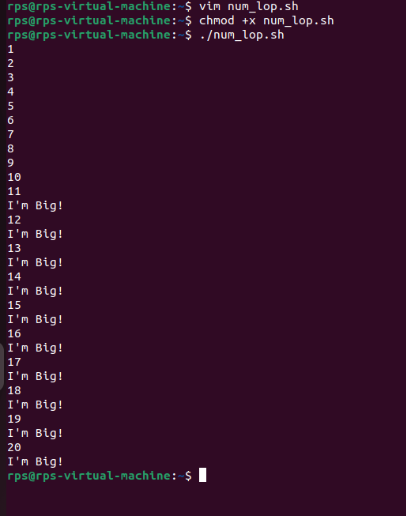 rps@rps-virtual-machine:~$ vim num_lop.sh
rps@rps-virtual-machine:~$ chmod +x num_lop.sh
rps@rps-virtual-machine:~$ ./num_lop.sh
1
2
3
4
5
6
7
8
9
10
11
I'm Big!
12
I'm Big!
13
I'm Big!
14
I'm Big!
15
I'm Big!
16
I'm Big!
17
I'm Big!
18
I'm Big!
19
I'm Big!
20
I'm Big!
rps@rps-virtual-machine:~$